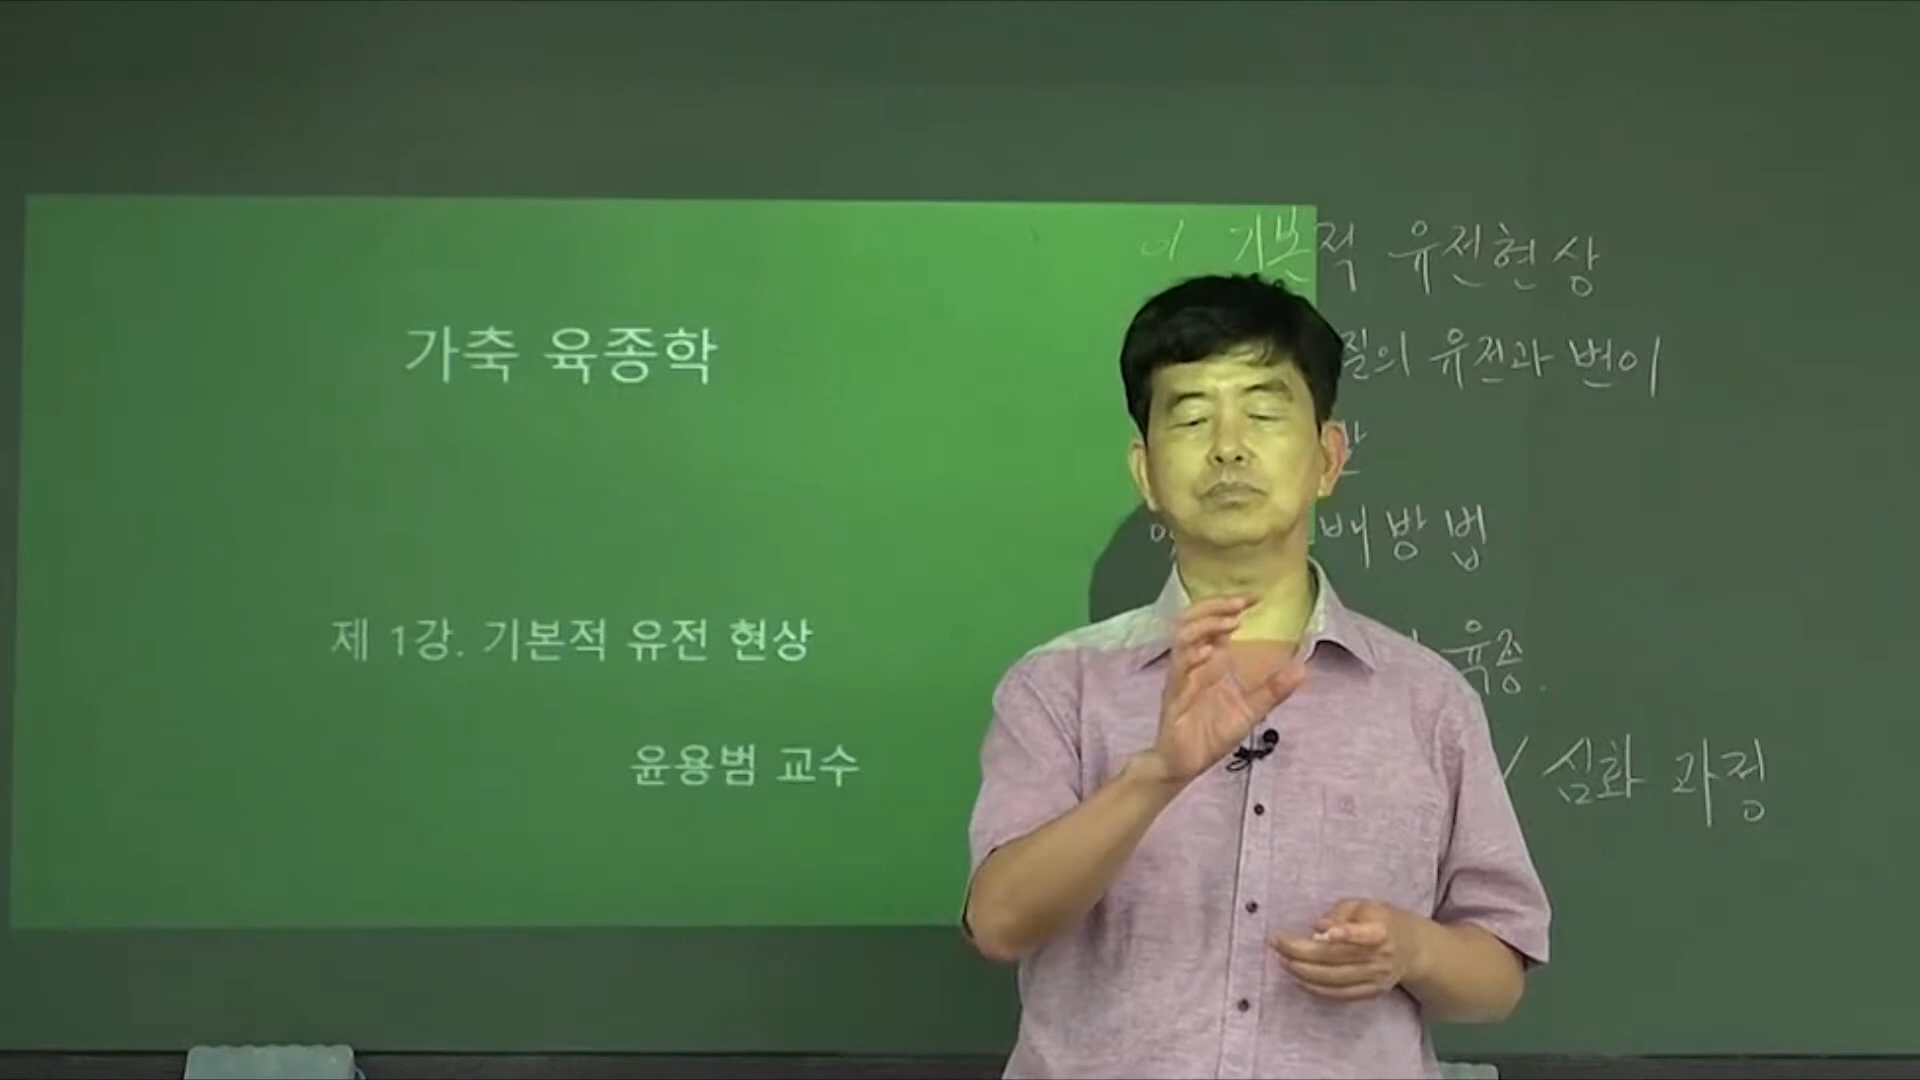 가축 육종학
제 1강. 기본적 유전 현상
윤용범 교수
기본적 유전현상
질의 유전과 변이
배방법
육종.
/ 심화 과정